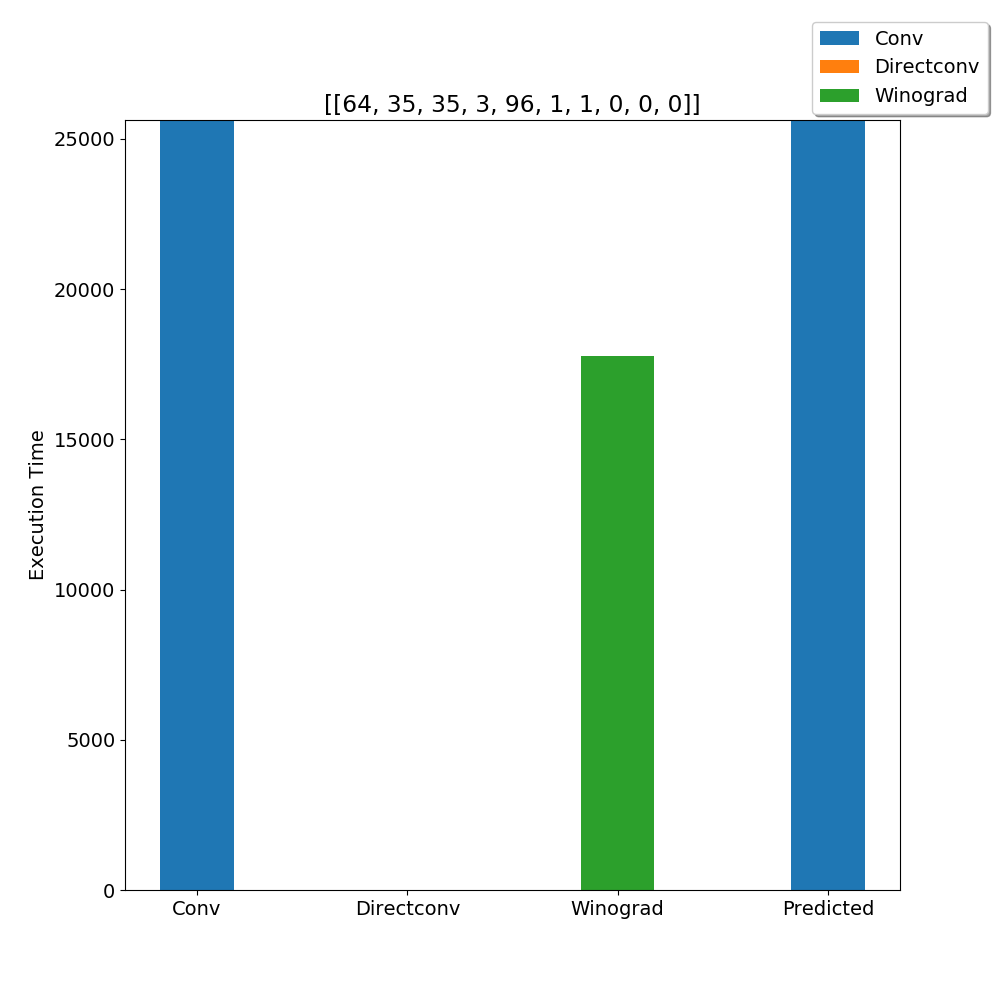 Conv
Directconv
Winograd
[[64, 35, 35, 3, 96, 1, 1, 0, 0, 0]]
25000
20000
15000
10000
5000
0
Execution Time
Conv Directconv Winograd Predicted